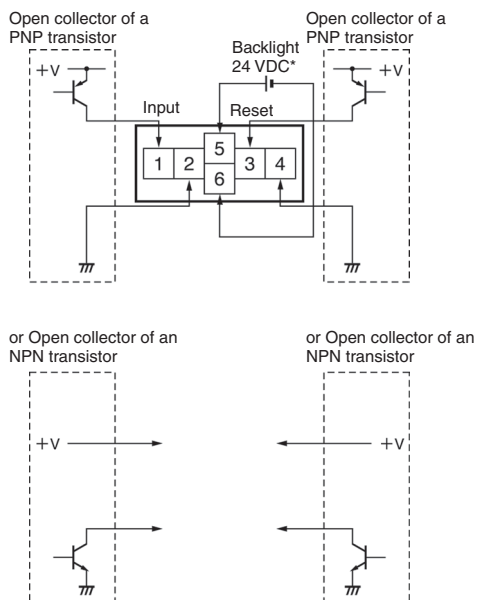 Open collector of a
PNP transistor
Open collector of a
PNP transistor
+V
Backlight
24 VDC*
+V
Input
Reset
1
2
5
6
3
4
or Open collector of an
NPN transistor
or Open collector of an
NPN transistor
+V
+V